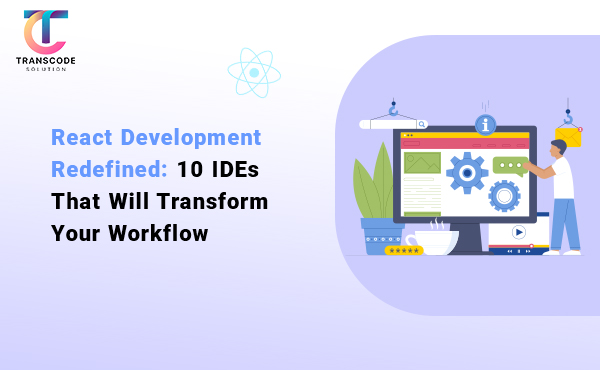 TRANSCODE
SOLUTION
React Development
Redefined: 10 IDEs
That Will Transform
Your Workflow